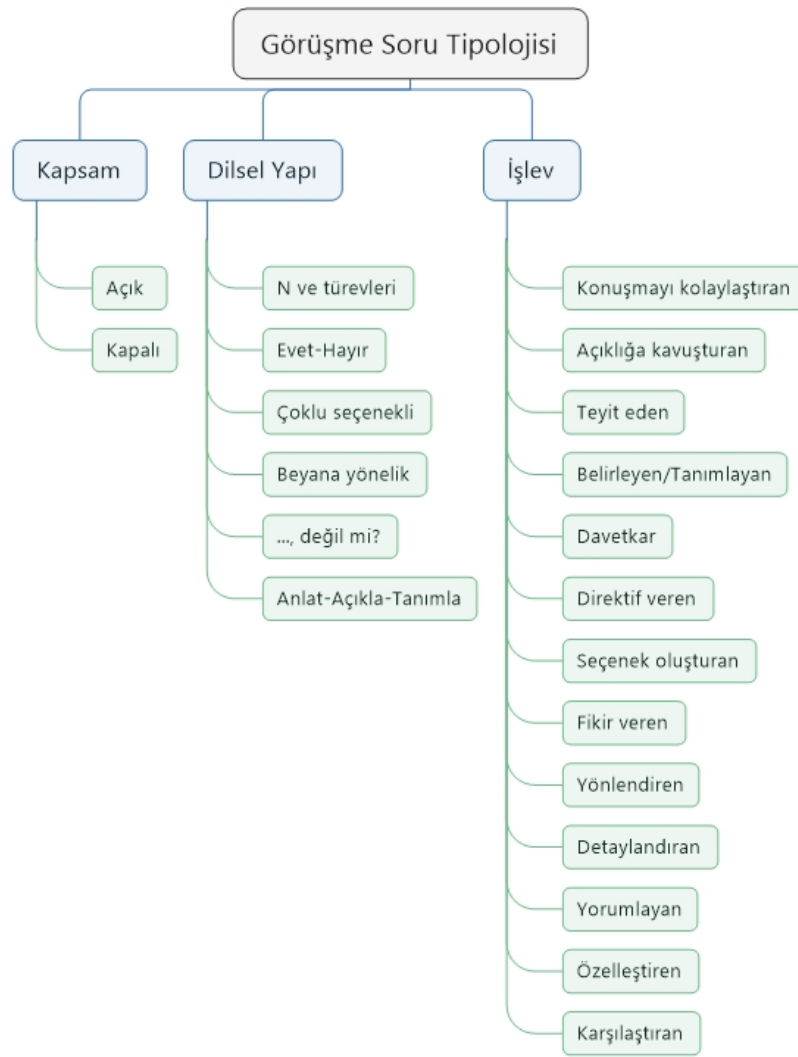 Görüşme Soru Tipolojisi
Kapsam
Açık
Kapalı
Dilsel Yapı
N ve türevleri
Evet-Hayır
Çoklu seçenekli
Beyana yönelik
..., değil mi?
Anlat-Açıkla-Tanımla
İşlev
Konuşmayı kolaylaştıran
Açıklığa kavuşturan
Teyit eden
Belirleyen/Tanımlayan
Davetkar
Direktif veren
Seçenek oluşturan
Fikir veren
Yönlendiren
Detaylandıran
Yorumlayan
Özelleştiren
Karşılaştıran